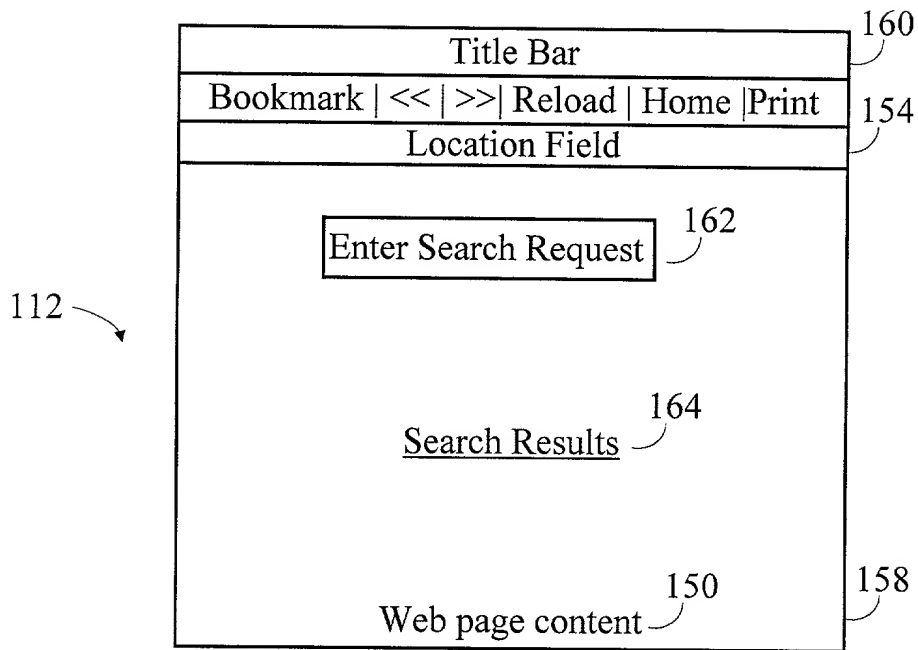 Title Bar
160
Bookmark | << | >>| Reload | Home |Print
154
Location Field
Enter Search Request
162
112
164
Search Results
150
158
Web page content